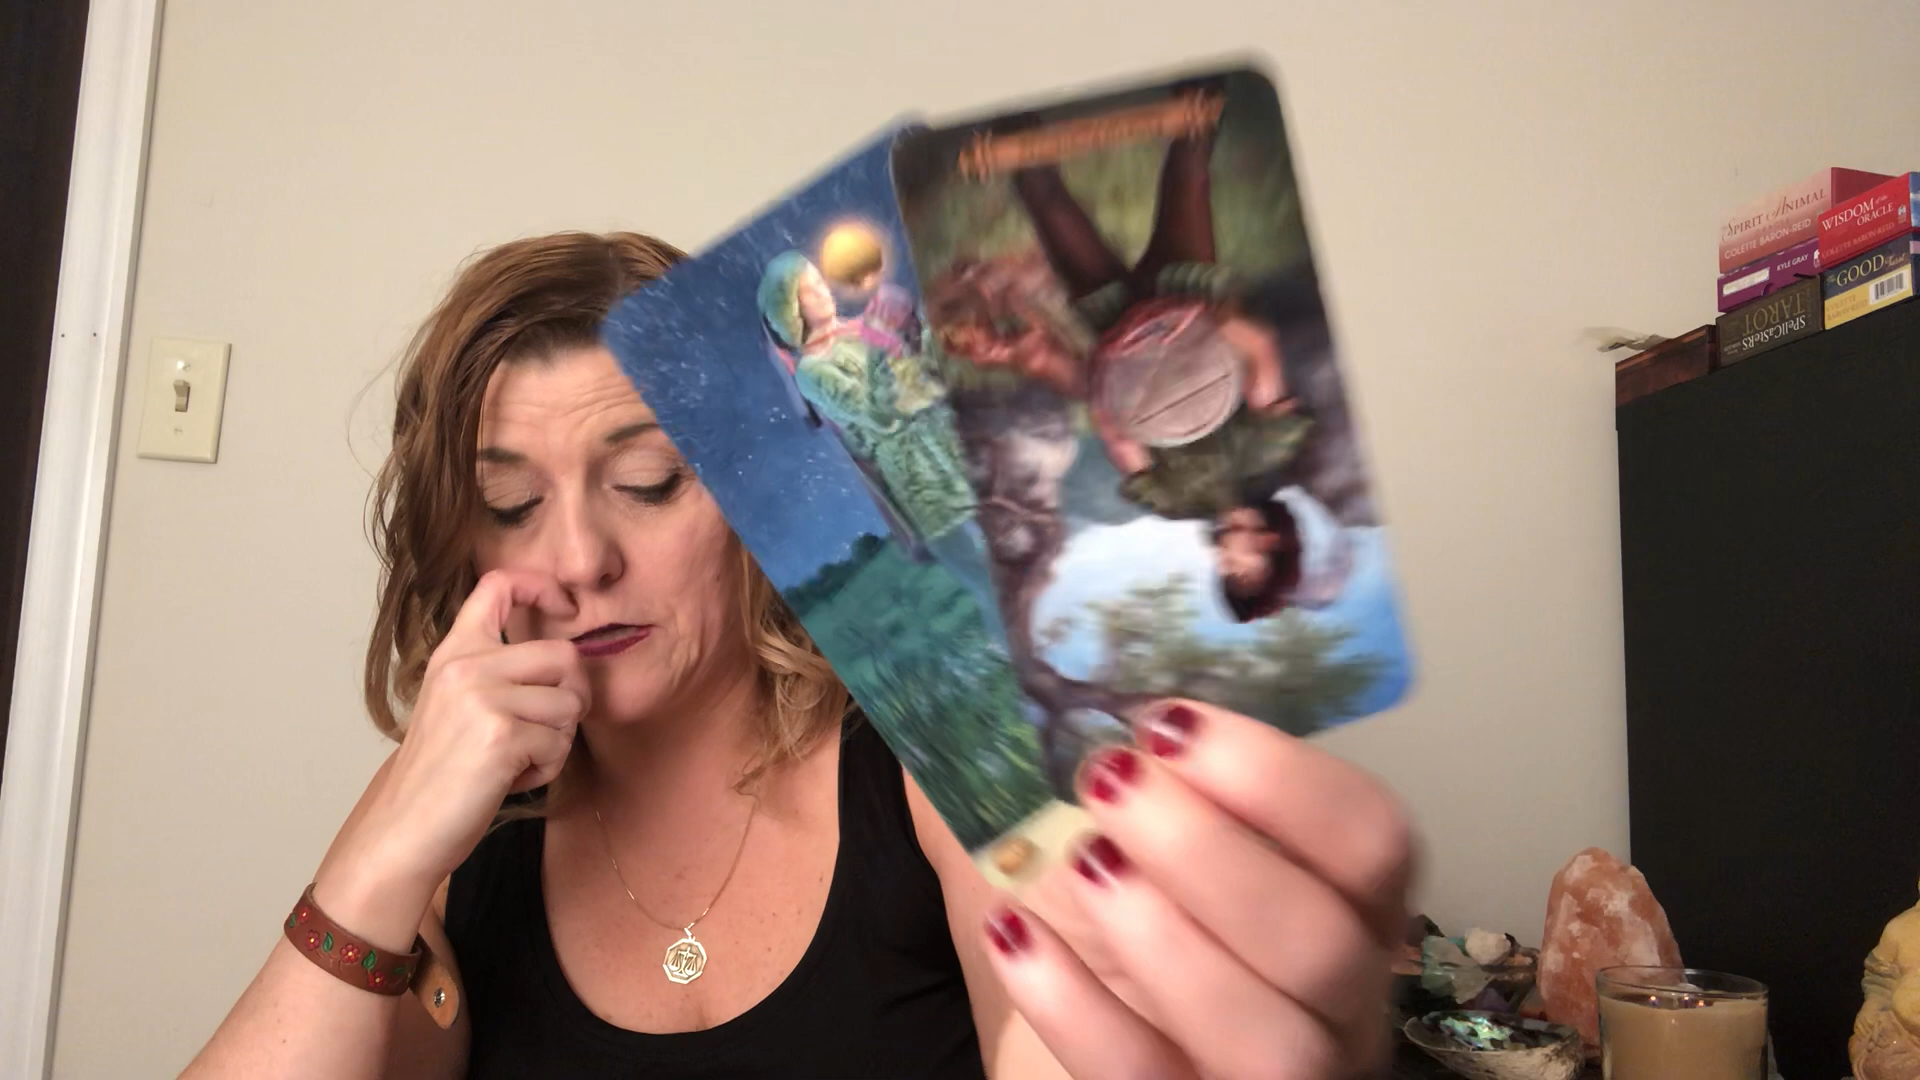 SPIRIT ANIMAL
COLETTE BARON-REID
KYLE GRAY
SPellCaSteRS
TAROT
WISDOM of the
ORACLE
COLETTE BARON-REID
The GOOD Tarot
COLETTE
BARON-REID